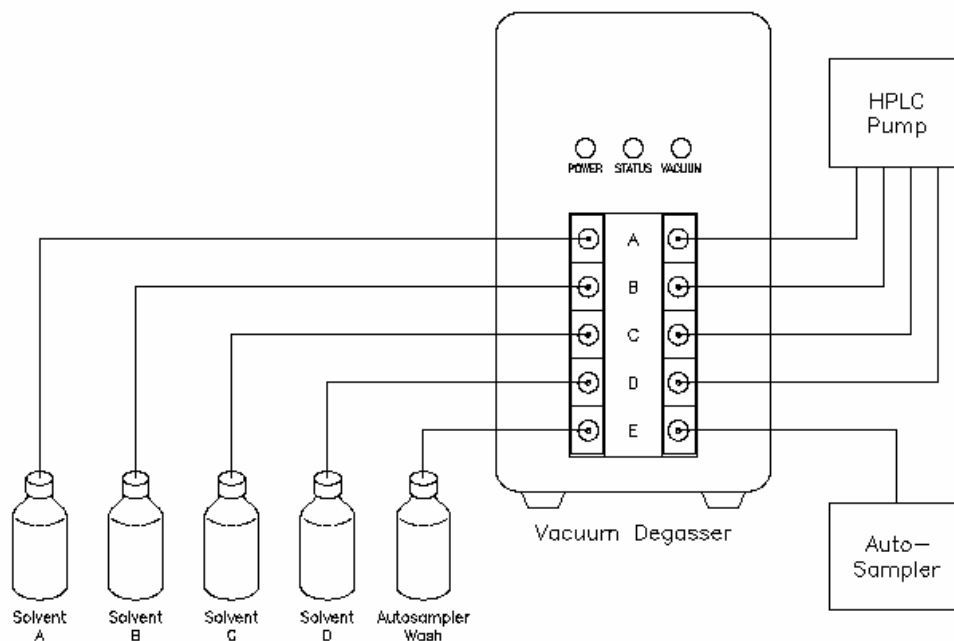 HPLC
Pump
POWER STATUS VACUUM
A
B
C
D
E
Vacuum Degasser
Auto-
Sampler
Solvent
A
Solvent
B
Solvent
C
Solvent
D
Autosampler
Wash